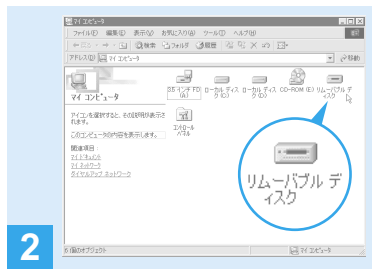 マイ コンピュータ
ファイル(F) 編集(E) 表示(V) お気に入り(A) ツール(T) ヘルプ(H)
検索 フォルダ 履歴
アドレス(D) マイ コンピュータ 移動
マイ コンピュータ
3.5 インチ FD (A:)
ローカル ディスク (C:)
ローカル ディスク (D:)
CD-ROM (E:)
リムーバブル ディスク
コントロール パネル
アイコンを選択すると、その説明が表示されます。
このコンピュータの内容を表示します。
関連項目:
マイ ドキュメント
マイ ネットワーク
ダイヤルアップ ネットワーク
リムーバブル デ
ィスク
2
6 個のオブジェクト
マイ コンピュータ